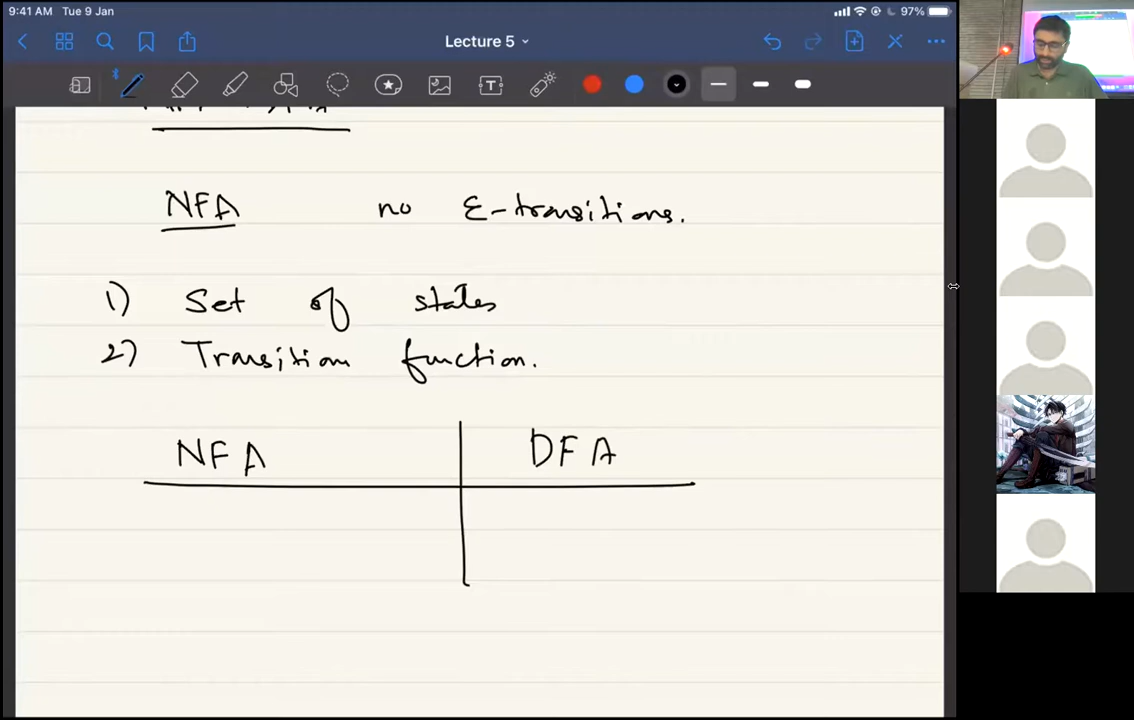 9:41 AM Tue 9 Jan 97%
Lecture 5
NFA no ε-transitions.
1) Set of states
2) Transition function.
NFA DFA